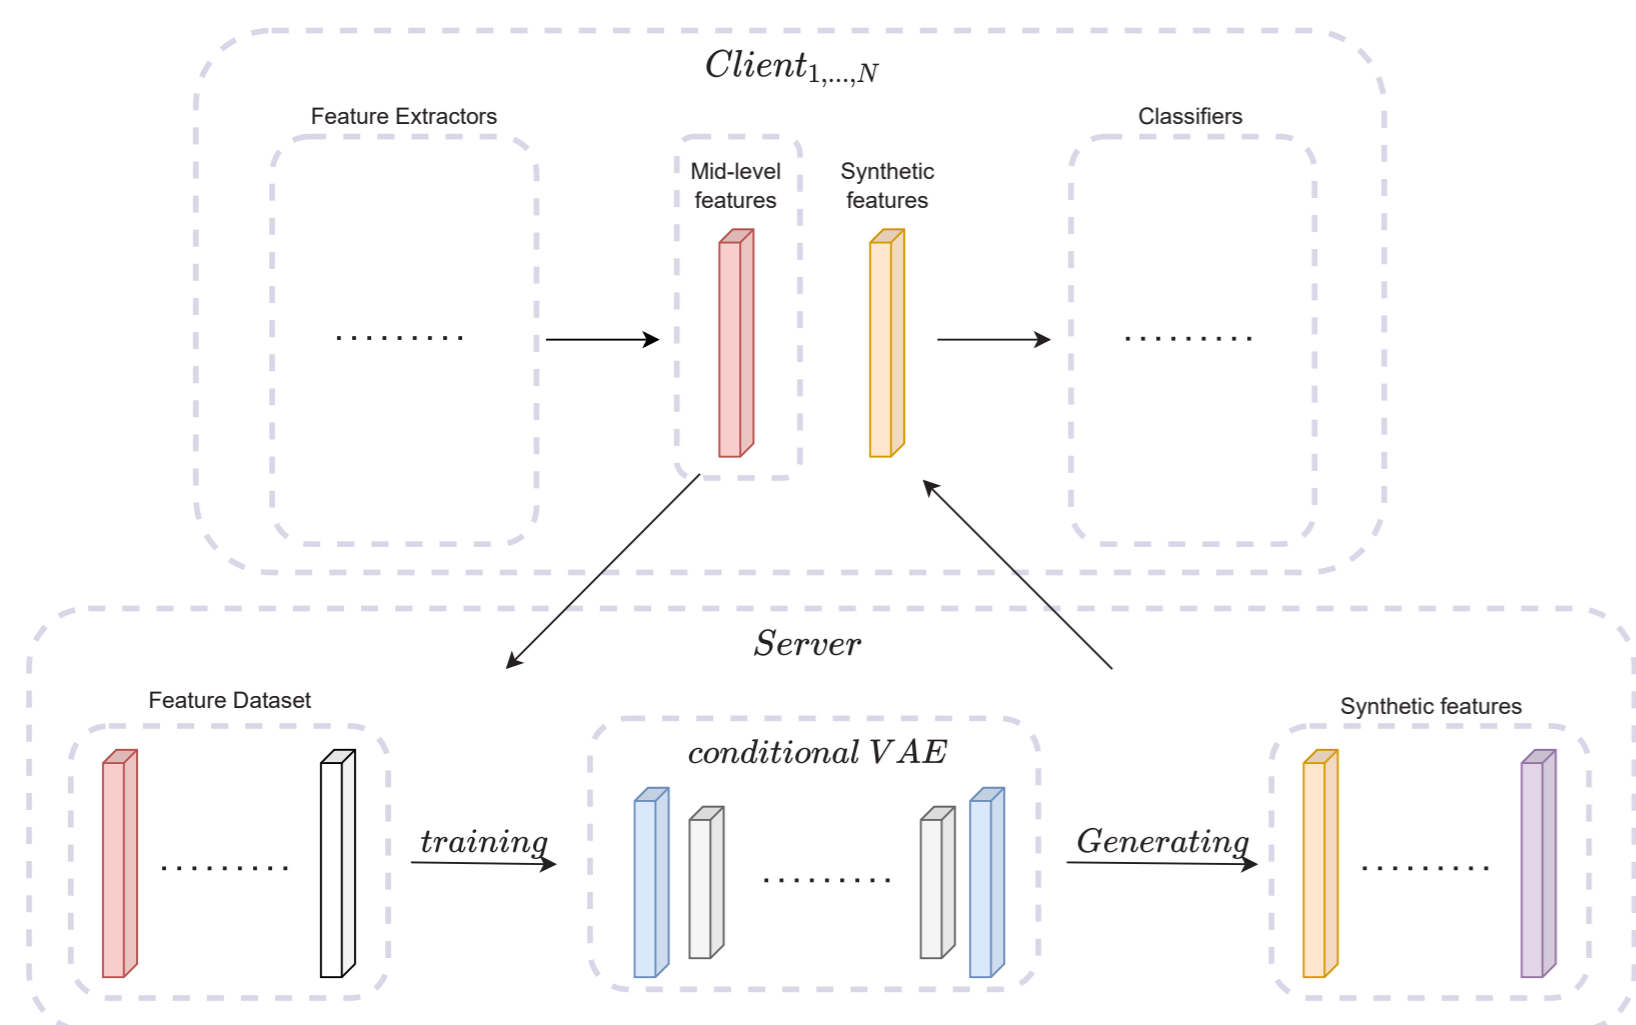 Client1,...,N
Feature Extractors
Classifiers
Mid-level
features
Synthetic
features
.........
.........
Server
Feature Dataset
Synthetic features
conditional VAE
training
Generating
.........
.........
.........